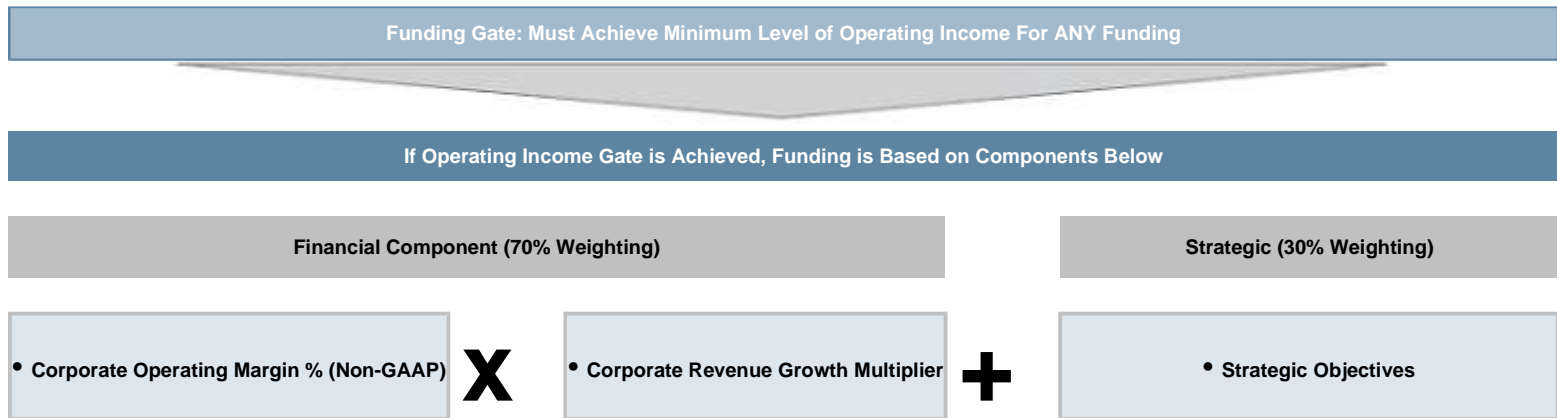 Funding Gate: Must Achieve Minimum Level of Operating Income For ANY Funding
If Operating Income Gate is Achieved, Funding is Based on Components Below
Financial Component (70% Weighting)
Strategic (30% Weighting)
• Corporate Operating Margin % (Non-GAAP)
X
• Corporate Revenue Growth Multiplier
+
• Strategic Objectives